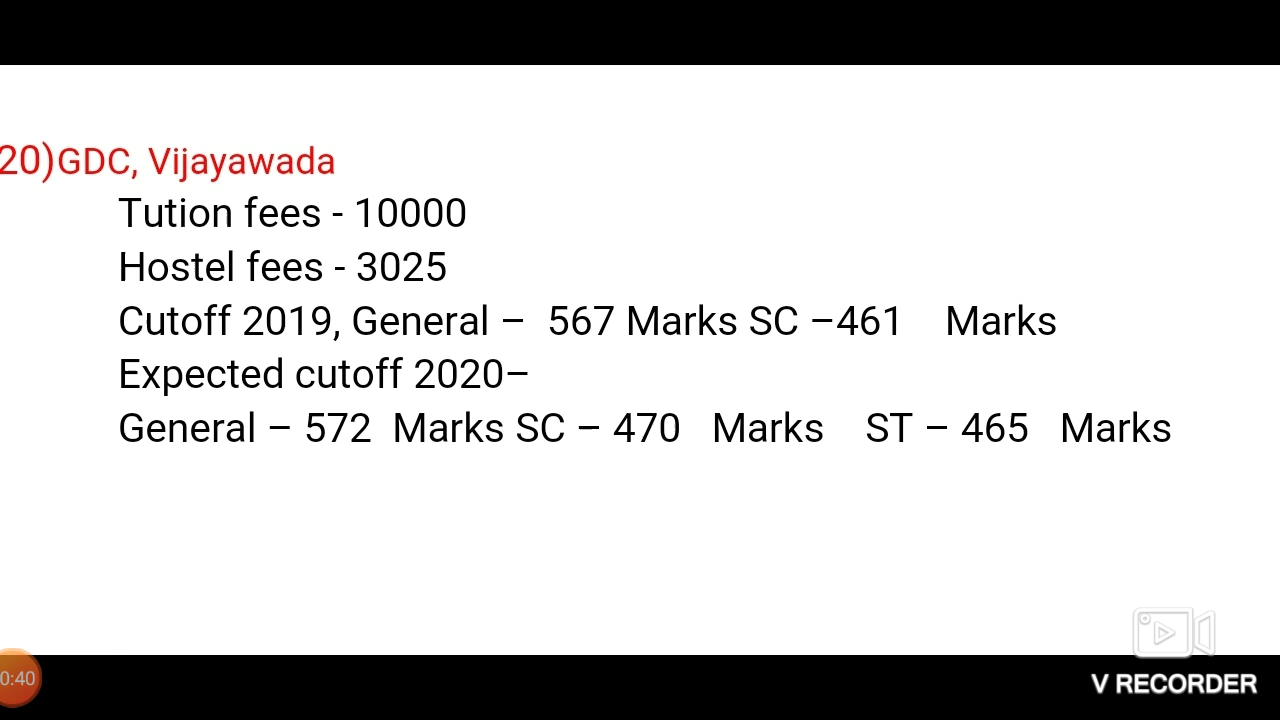 20)GDC, Vijayawada
Tution fees - 10000
Hostel fees - 3025
Cutoff 2019, General – 567 Marks SC –461 Marks
Expected cutoff 2020–
General – 572 Marks SC – 470 Marks ST – 465 Marks
0:40
V RECORDER